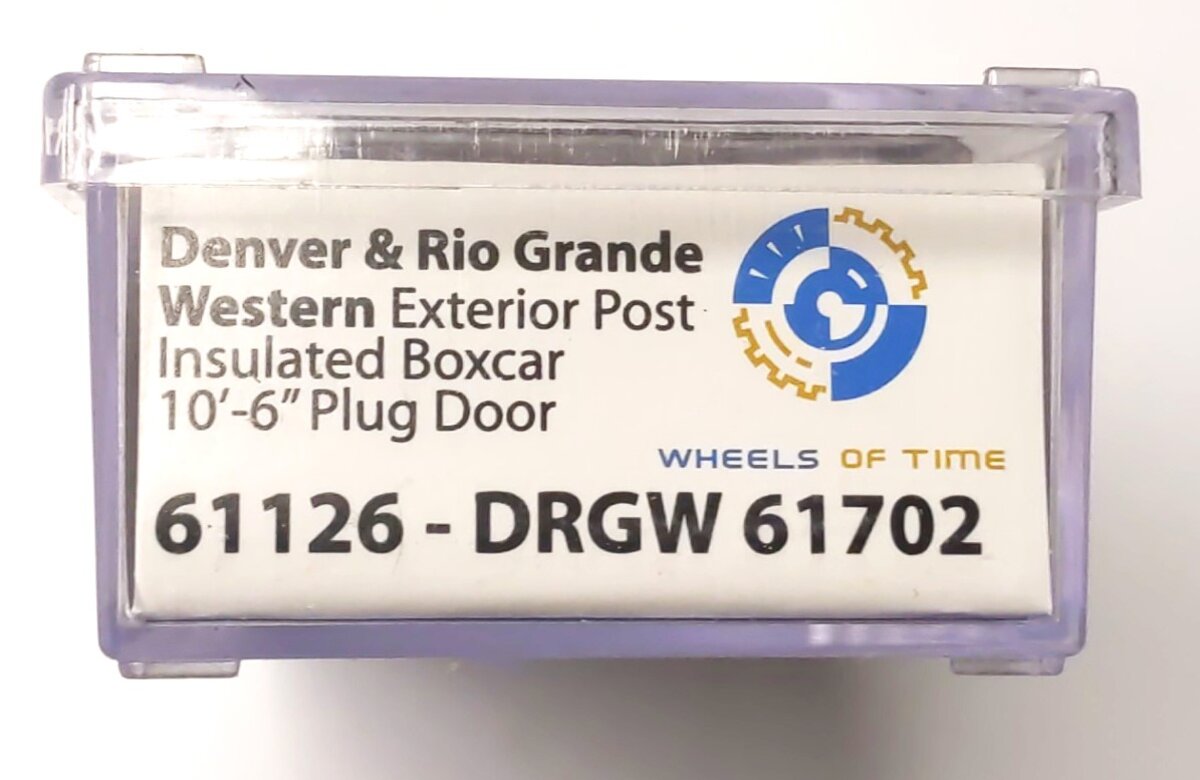 Denver & Rio Grande
Western Exterior Post
Insulated Boxcar
10'-6" Plug Door
WHEELS OF TIME
61126 - DRGW 61702